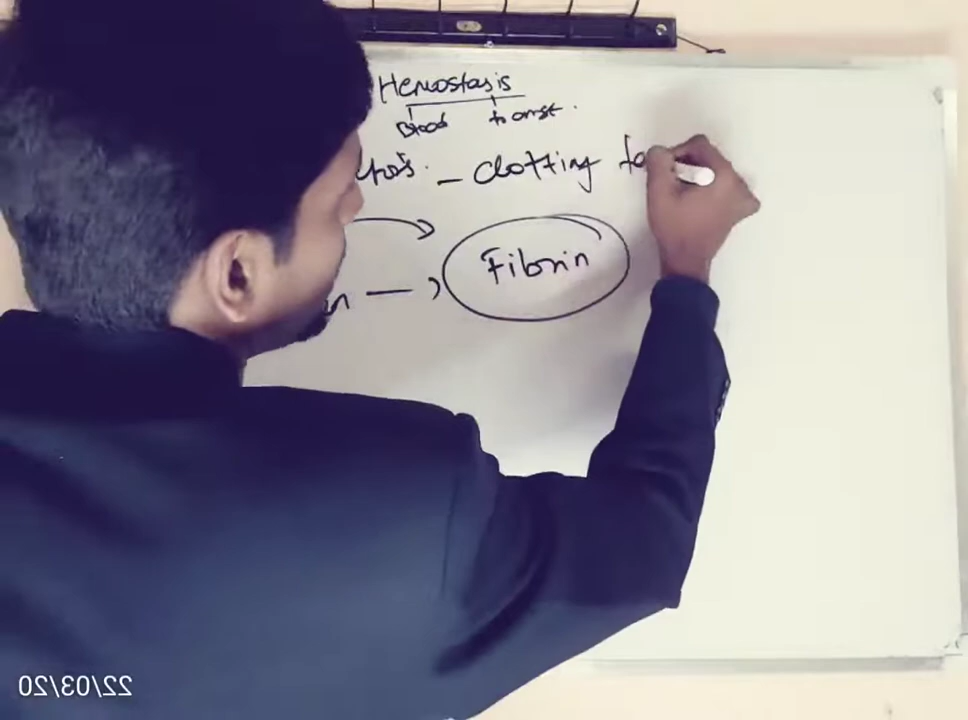 Hemostasis
Blood to arrest.
- clotting fa
Fibrin
22/03/20